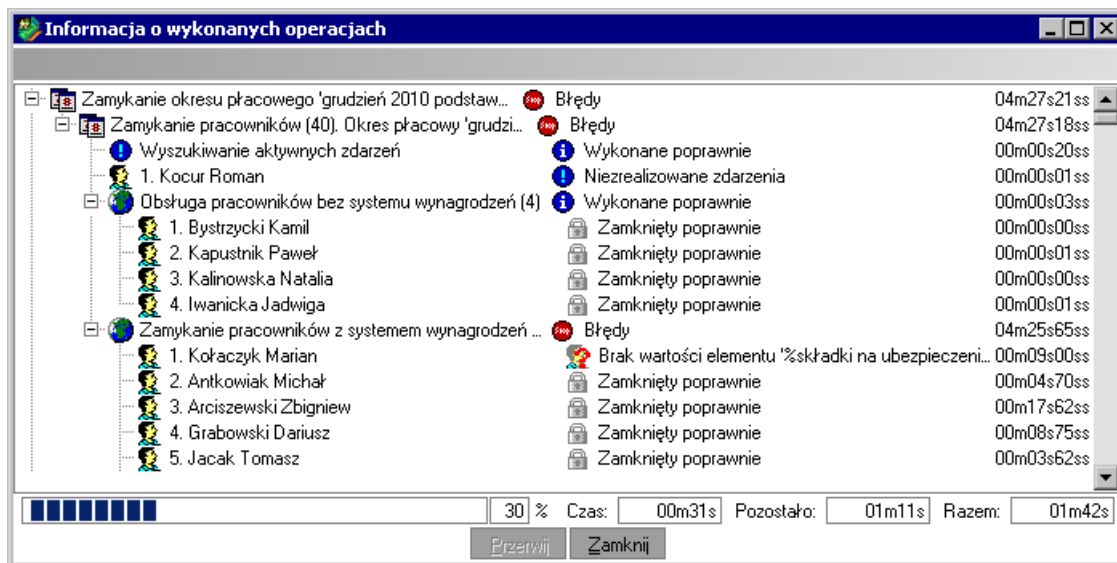 Informacja o wykonanych operacjach
Zamykanie okresu płacowego 'grudzień 2010 podstaw... Błędy 04m27s21ss
Zamykanie pracowników (40). Okres płacowy 'grudzi... Błędy 04m27s18ss
Wyszukiwanie aktywnych zdarzeń Wykonane poprawnie 00m00s20ss
1. Kocur Roman Niezrealizowane zdarzenia 00m00s01ss
Obsługa pracowników bez systemu wynagrodzeń (4) Wykonane poprawnie 00m00s03ss
1. Bystrzycki Kamil Zamknięty poprawnie 00m00s00ss
2. Kapustnik Paweł Zamknięty poprawnie 00m00s01ss
3. Kalinowska Natalia Zamknięty poprawnie 00m00s00ss
4. Iwanicka Jadwiga Zamknięty poprawnie 00m00s01ss
Zamykanie pracowników z systemem wynagrodzeń ... Błędy 04m25s65ss
1. Kołaczyk Marian Brak wartości elementu '%składki na ubezpieczeni... 00m09s00ss
2. Antkowiak Michał Zamknięty poprawnie 00m04s70ss
3. Arciszewski Zbigniew Zamknięty poprawnie 00m17s62ss
4. Grabowski Dariusz Zamknięty poprawnie 00m08s75ss
5. Jacak Tomasz Zamknięty poprawnie 00m03s62ss
30 % Czas: 00m31s Pozostało: 01m11s Razem: 01m42s
Przerwij Zamknij